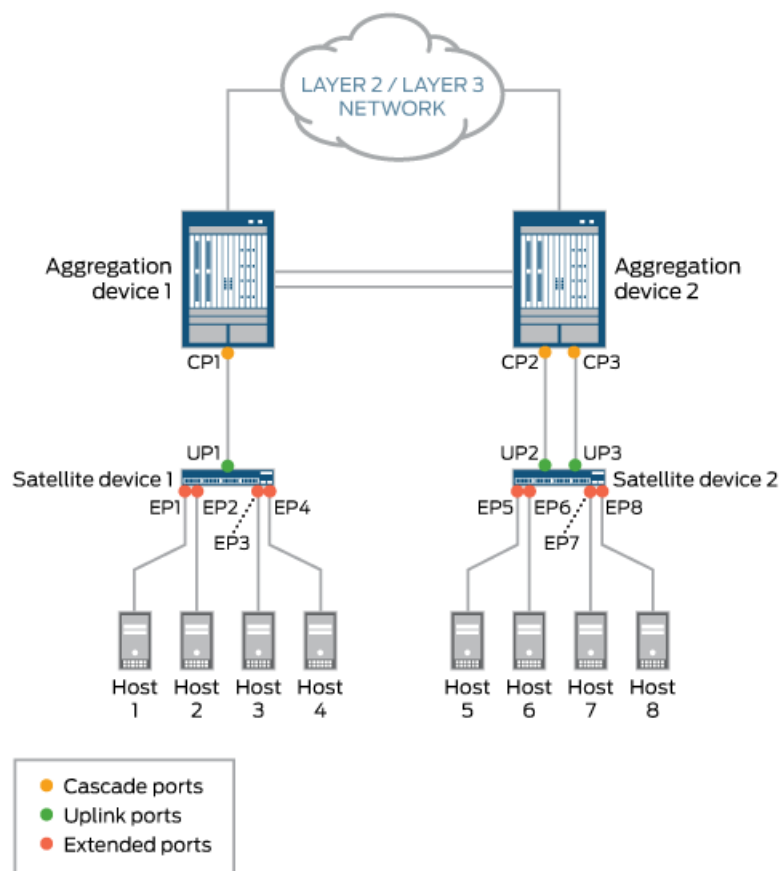 LAYER 2 / LAYER 3
NETWORK
Aggregation
device 1
Aggregation
device 2
CP1
CP2
CP3
UP1
UP2
UP3
Satellite device 1
Satellite device 2
EP1
EP2
EP4
EP3
EP5
EP6
EP8
EP7
Host
1
Host
2
Host
3
Host
4
Host
5
Host
6
Host
7
Host
8
Cascade ports
Uplink ports
Extended ports